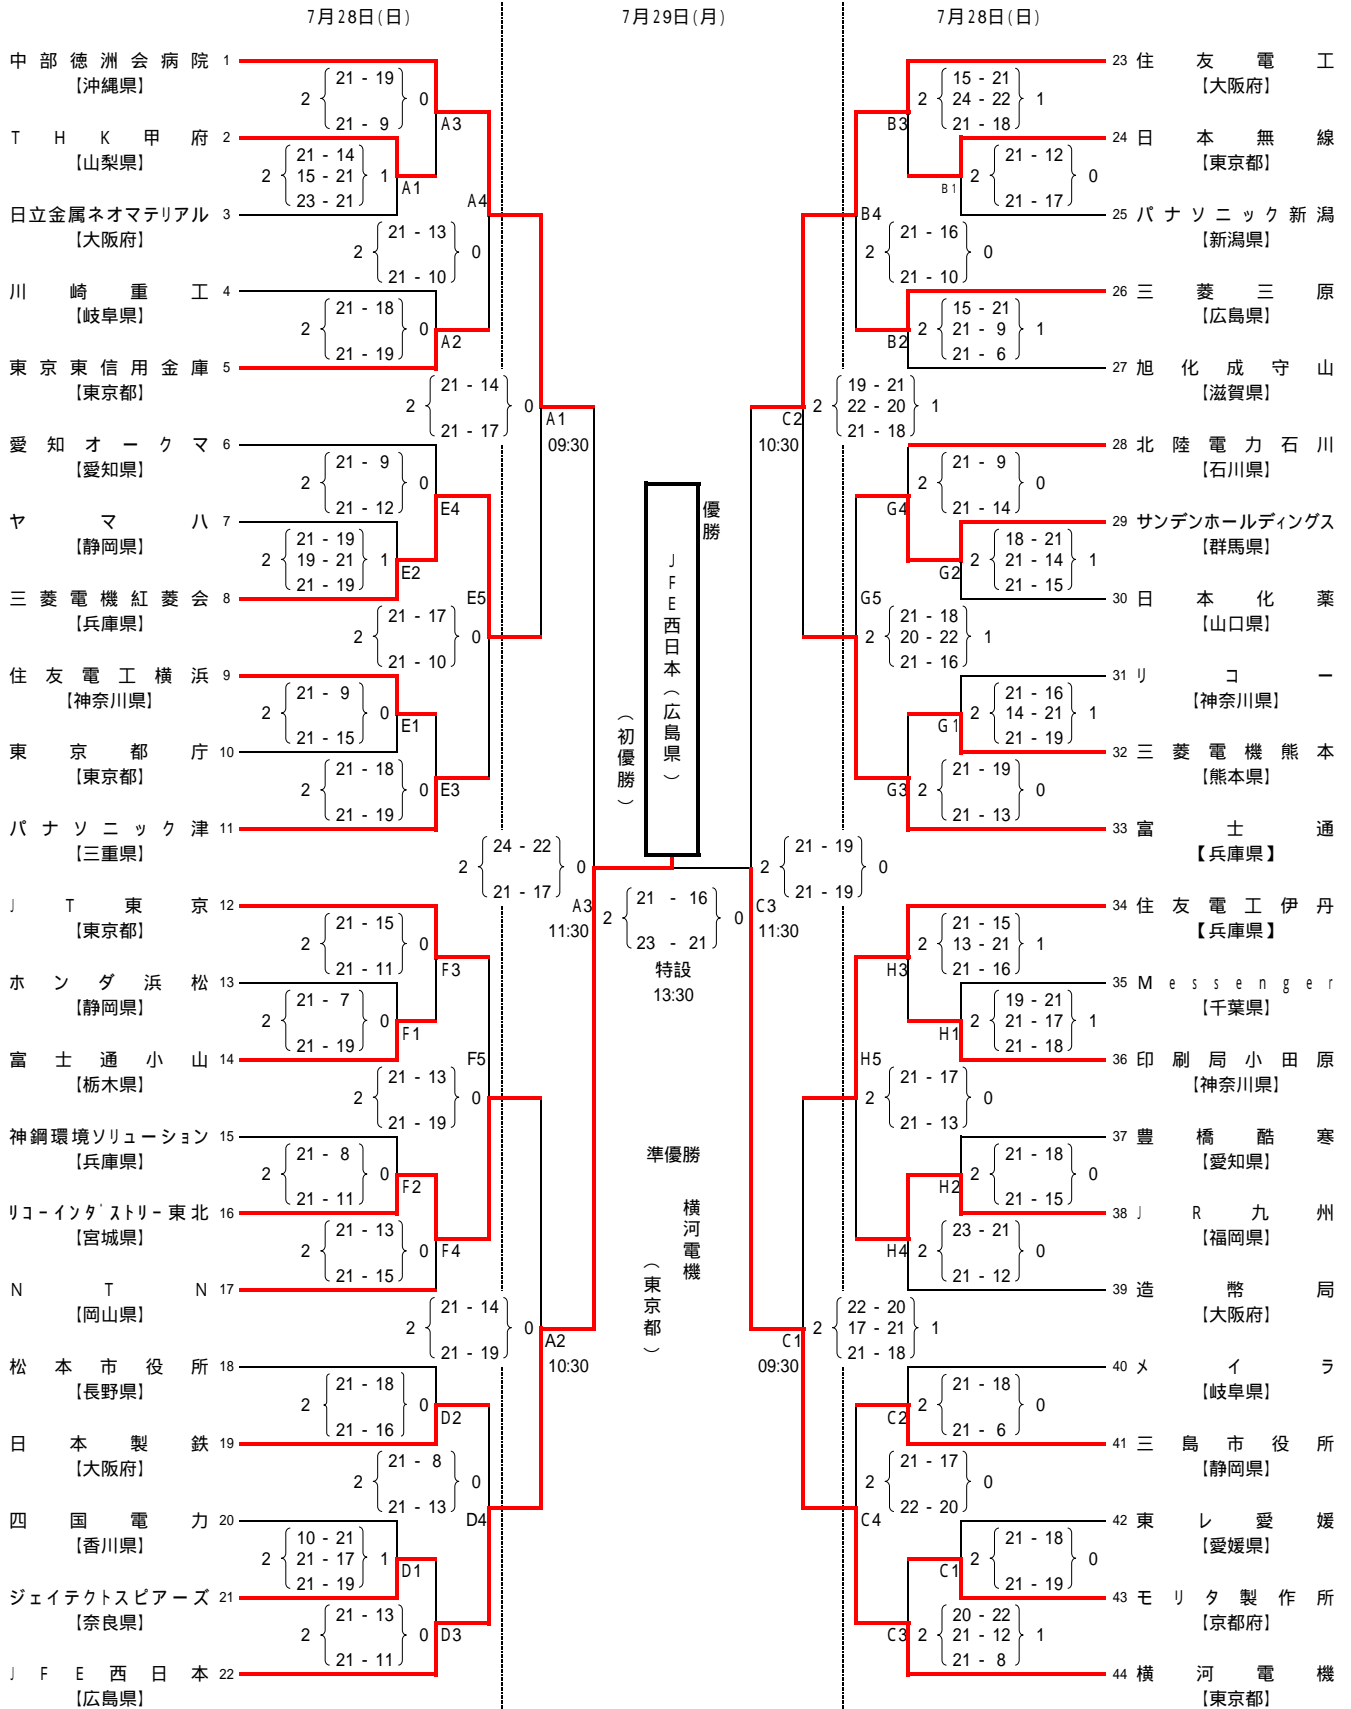 7月28日(日)
7月29日(月)
7月28日(日)
中部徳洲会病院 1
【沖縄県】
2 21 - 19 0
21 - 9
A3
THK甲府 2
【山梨県】
2 21 - 14 1
15 - 21
23 - 21
A1
日立金属ネオマテリアル 3
【大阪府】
A4
2 21 - 13 0
21 - 10
川崎重工 4
【岐阜県】
2 21 - 18 0
21 - 19
A2
東京東信用金庫 5
【東京都】
2 21 - 14 0
21 - 17
A1
09:30
愛知オークマ 6
【愛知県】
2 21 - 9 0
21 - 12
E4
ヤマハ 7
【静岡県】
2 21 - 19 1
19 - 21
21 - 19
E2
三菱電機紅菱会 8
【兵庫県】
E5
2 21 - 17 0
21 - 10
住友電工横浜 9
【神奈川県】
2 21 - 9 0
21 - 15
E1
東京都庁 10
【東京都】
2 21 - 18 0
21 - 19
E3
パナソニック津 11
【三重県】
2 24 - 22 0
21 - 17
A3
11:30
JT東京 12
【東京都】
2 21 - 15 0
21 - 11
F3
ホンダ浜松 13
【静岡県】
2 21 - 7 0
21 - 19
F1
富士通小山 14
【栃木県】
F5
2 21 - 13 0
21 - 19
神鋼環境ソリューション 15
【兵庫県】
2 21 - 8 0
21 - 11
F2
リコーインダストリー東北 16
【宮城県】
2 21 - 13 0
21 - 15
F4
NTN 17
【岡山県】
2 21 - 14 0
21 - 19
A2
10:30
松本市役所 18
【長野県】
2 21 - 18 0
21 - 16
D2
日本製鉄 19
【大阪府】
2 21 - 8 0
21 - 13
D4
四国電力 20
【香川県】
2 10 - 21 1
21 - 17
21 - 19
D1
ジェイテクトスピアーズ 21
【奈良県】
2 21 - 13 0
21 - 11
D3
JFE西日本 22
【広島県】
優勝
JFE西日本(広島県)
(初優勝)
2 21 - 16 0
23 - 21
特設
13:30
準優勝
横河電機
(東京都)
23 住友電工
【大阪府】
2 15 - 21 1
24 - 22
21 - 18
B3
24 日本無線
【東京都】
2 21 - 12 0
21 - 17
B1
25 パナソニック新潟
【新潟県】
B4
2 21 - 16 0
21 - 10
26 三菱三原
【広島県】
2 15 - 21 1
21 - 9
21 - 6
B2
27 旭化成守山
【滋賀県】
2 19 - 21 1
22 - 20
21 - 18
C2
10:30
28 北陸電力石川
【石川県】
2 21 - 9 0
21 - 14
G4
29 サンデンホールディングス
【群馬県】
2 18 - 21 1
21 - 14
21 - 15
G2
30 日本化薬
【山口県】
G5
2 21 - 18 1
20 - 22
21 - 16
31 リコー
【神奈川県】
2 21 - 16 1
14 - 21
21 - 19
G1
32 三菱電機熊本
【熊本県】
2 21 - 19 0
21 - 13
G3
33 富士通
【兵庫県】
2 21 - 19 0
21 - 19
C3
11:30
34 住友電工伊丹
【兵庫県】
2 21 - 15 1
13 - 21
21 - 16
H3
35 Messenger
【千葉県】
2 19 - 21 1
21 - 17
21 - 18
H1
36 印刷局小田原
【神奈川県】
H5
2 21 - 17 0
21 - 13
37 豊橋酷寒
【愛知県】
2 21 - 18 0
21 - 15
H2
38 JR九州
【福岡県】
2 23 - 21 0
21 - 12
H4
39 造幣局
【大阪府】
2 22 - 20 1
17 - 21
21 - 18
C1
09:30
40 メイラ
【岐阜県】
2 21 - 18 0
21 - 6
C2
41 三島市役所
【静岡県】
2 21 - 17 0
22 - 20
C4
42 東レ愛媛
【愛媛県】
2 21 - 18 0
21 - 19
C1
43 モリタ製作所
【京都府】
2 20 - 22 1
21 - 12
21 - 8
C3
44 横河電機
【東京都】